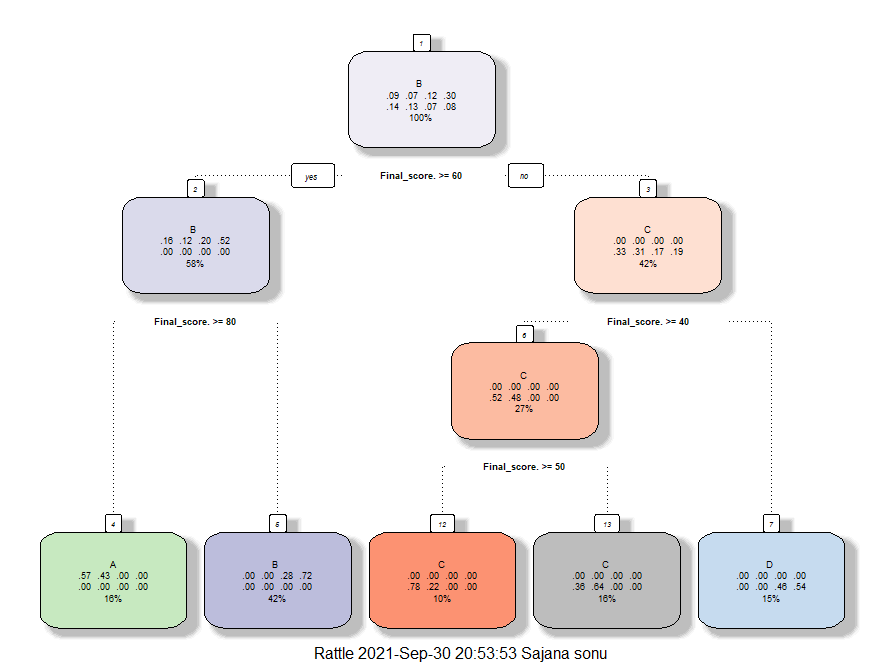 1
B
.09 .07 .12 .30
.14 .13 .07 .08
100%
yes
Final_score. >= 60
no
2
B
.16 .12 .20 .52
.00 .00 .00 .00
58%
3
C
.00 .00 .00 .00
.33 .31 .17 .19
42%
Final_score. >= 80
Final_score. >= 40
6
C
.00 .00 .00 .00
.52 .48 .00 .00
27%
Final_score. >= 50
4
A
.57 .43 .00 .00
.00 .00 .00 .00
16%
5
B
.00 .00 .28 .72
.00 .00 .00 .00
42%
12
C
.00 .00 .00 .00
.78 .22 .00 .00
10%
13
C
.00 .00 .00 .00
.36 .64 .00 .00
16%
7
D
.00 .00 .00 .00
.00 .00 .46 .54
15%
Rattle 2021-Sep-30 20:53:53 Sajana sonu